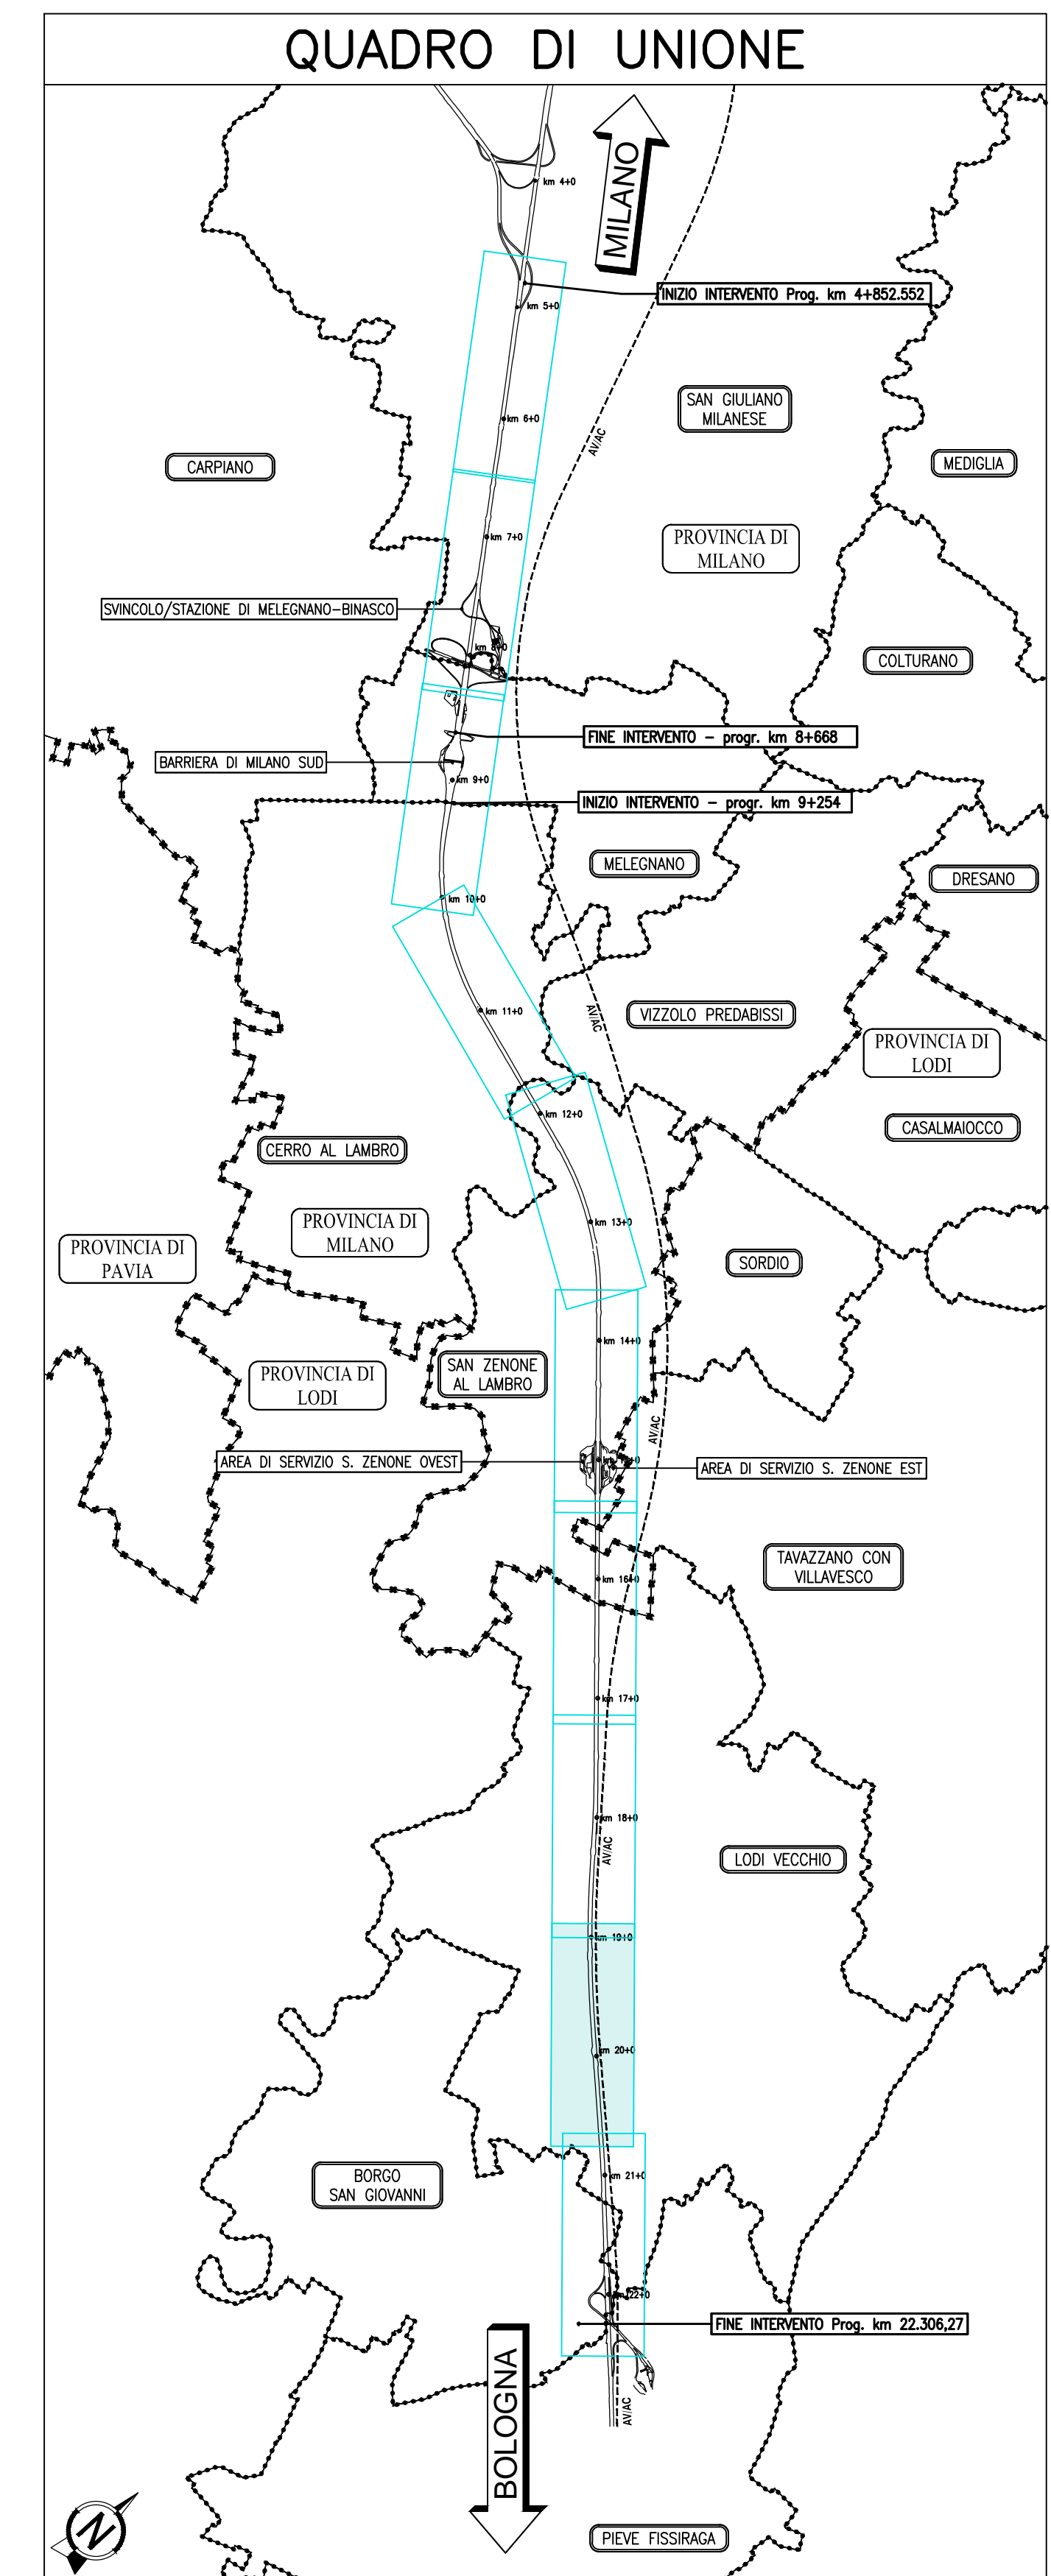 QUADRO DI UNIONE
MILANO
km 4+0
INIZIO INTERVENTO Prog. km 4+852.552
km 5+0
SAN GIULIANO
MILANESE
km 6+0
AV/AC
CARPIANO
MEDIGLIA
PROVINCIA DI
MILANO
km 7+0
SVINCOLO/STAZIONE DI MELEGNANO-BINASCO
km 8+0
COLTURANO
FINE INTERVENTO - progr. km 8+668
BARRIERA DI MILANO SUD
km 9+0
INIZIO INTERVENTO - progr. km 9+254
MELEGNANO
DRESANO
km 10+0
km 11+0
AV/AC
VIZZOLO PREDABISSI
PROVINCIA DI
LODI
km 12+0
CASALMAIOCCO
CERRO AL LAMBRO
PROVINCIA DI
MILANO
km 13+0
PROVINCIA DI
PAVIA
SORDIO
km 14+0
SAN ZENONE
AL LAMBRO
PROVINCIA DI
LODI
AV/AC
AREA DI SERVIZIO S. ZENONE OVEST
AREA DI SERVIZIO S. ZENONE EST
TAVAZZANO CON
VILLAVESCO
km 16+0
km 17+0
km 18+0
AV/AC
LODI VECCHIO
km 19+0
km 20+0
km 21+0
BORGO
SAN GIOVANNI
km 22+0
FINE INTERVENTO Prog. km 22.306,27
BOLOGNA
AV/AC
N
PIEVE FISSIRAGA